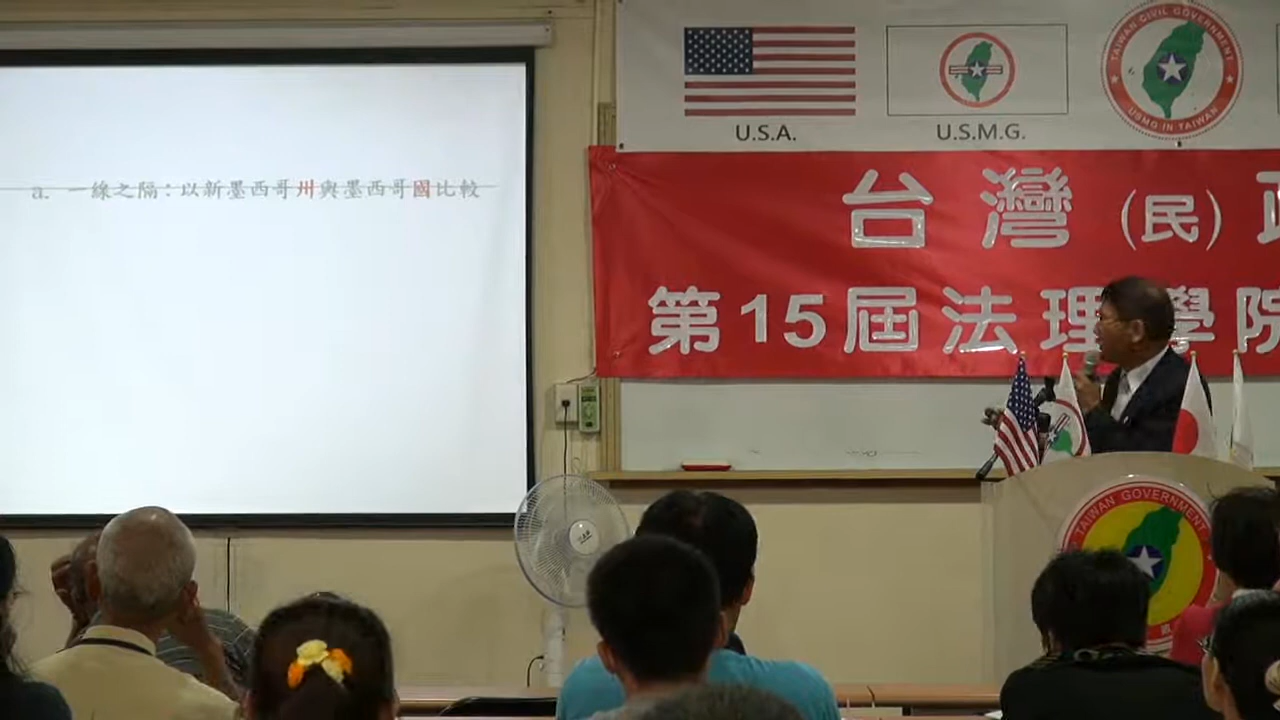 a. 一線之隔：以新墨西哥州與墨西哥國比較
U.S.A.
U.S.M.G.
TAIWAN CIVIL GOVERNMENT
USMG IN TAIWAN
台灣(民)政
第15屆法理學院
TAIWAN GOVERNMENT